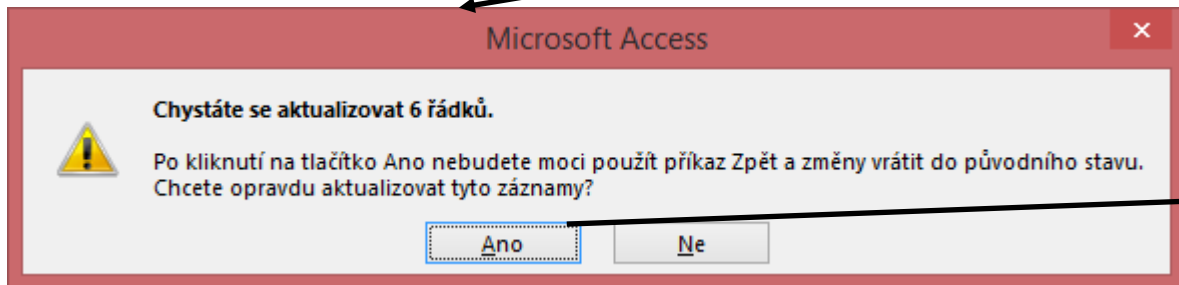 Microsoft Access
Chystáte se aktualizovat 6 řádků.
Po kliknutí na tlačítko Ano nebudete moci použít příkaz Zpět a změny vrátit do původního stavu.
Chcete opravdu aktualizovat tyto záznamy?
Ano Ne